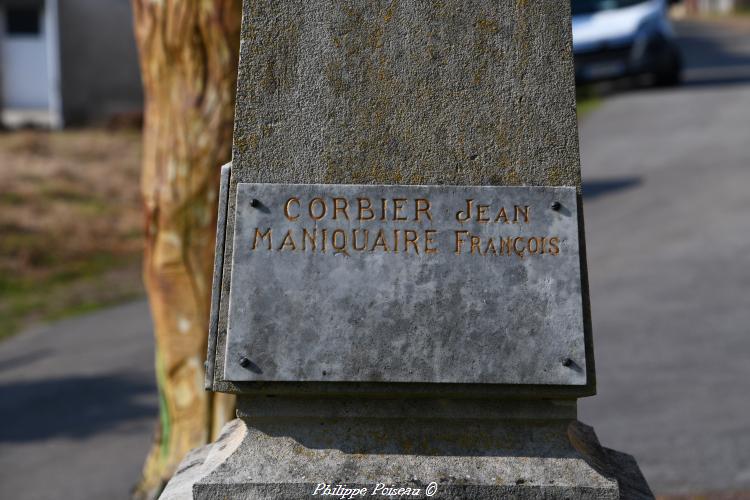 CORBIER JEAN
MANIQUAIRE FRANÇOIS
Philippe Poiseau ©